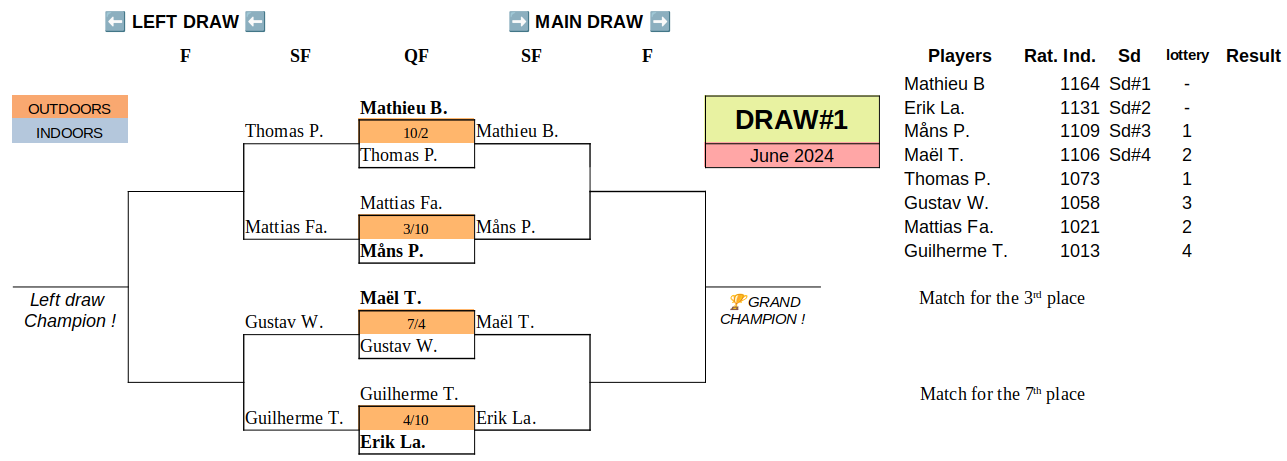 ⬅ LEFT DRAW ⬅
➡ MAIN DRAW ➡
F SF QF SF F
Players Rat. Ind. Sd lottery Result
OUTDOORS
INDOORS
Mathieu B.
Thomas P. 10/2 Mathieu B.
Thomas P.
Mattias Fa.
Mattias Fa. 3/10 Måns P.
Måns P.
Maël T.
Gustav W. 7/4 Maël T.
Gustav W.
Guilherme T.
Guilherme T. 4/10 Erik La.
Erik La.
Left draw
Champion !
DRAW#1
June 2024
🏆GRAND
CHAMPION !
Mathieu B 1164 Sd#1 -
Erik La. 1131 Sd#2 -
Måns P. 1109 Sd#3 1
Maël T. 1106 Sd#4 2
Thomas P. 1073 1
Gustav W. 1058 3
Mattias Fa. 1021 2
Guilherme T. 1013 4
Match for the 3rd place
Match for the 7th place